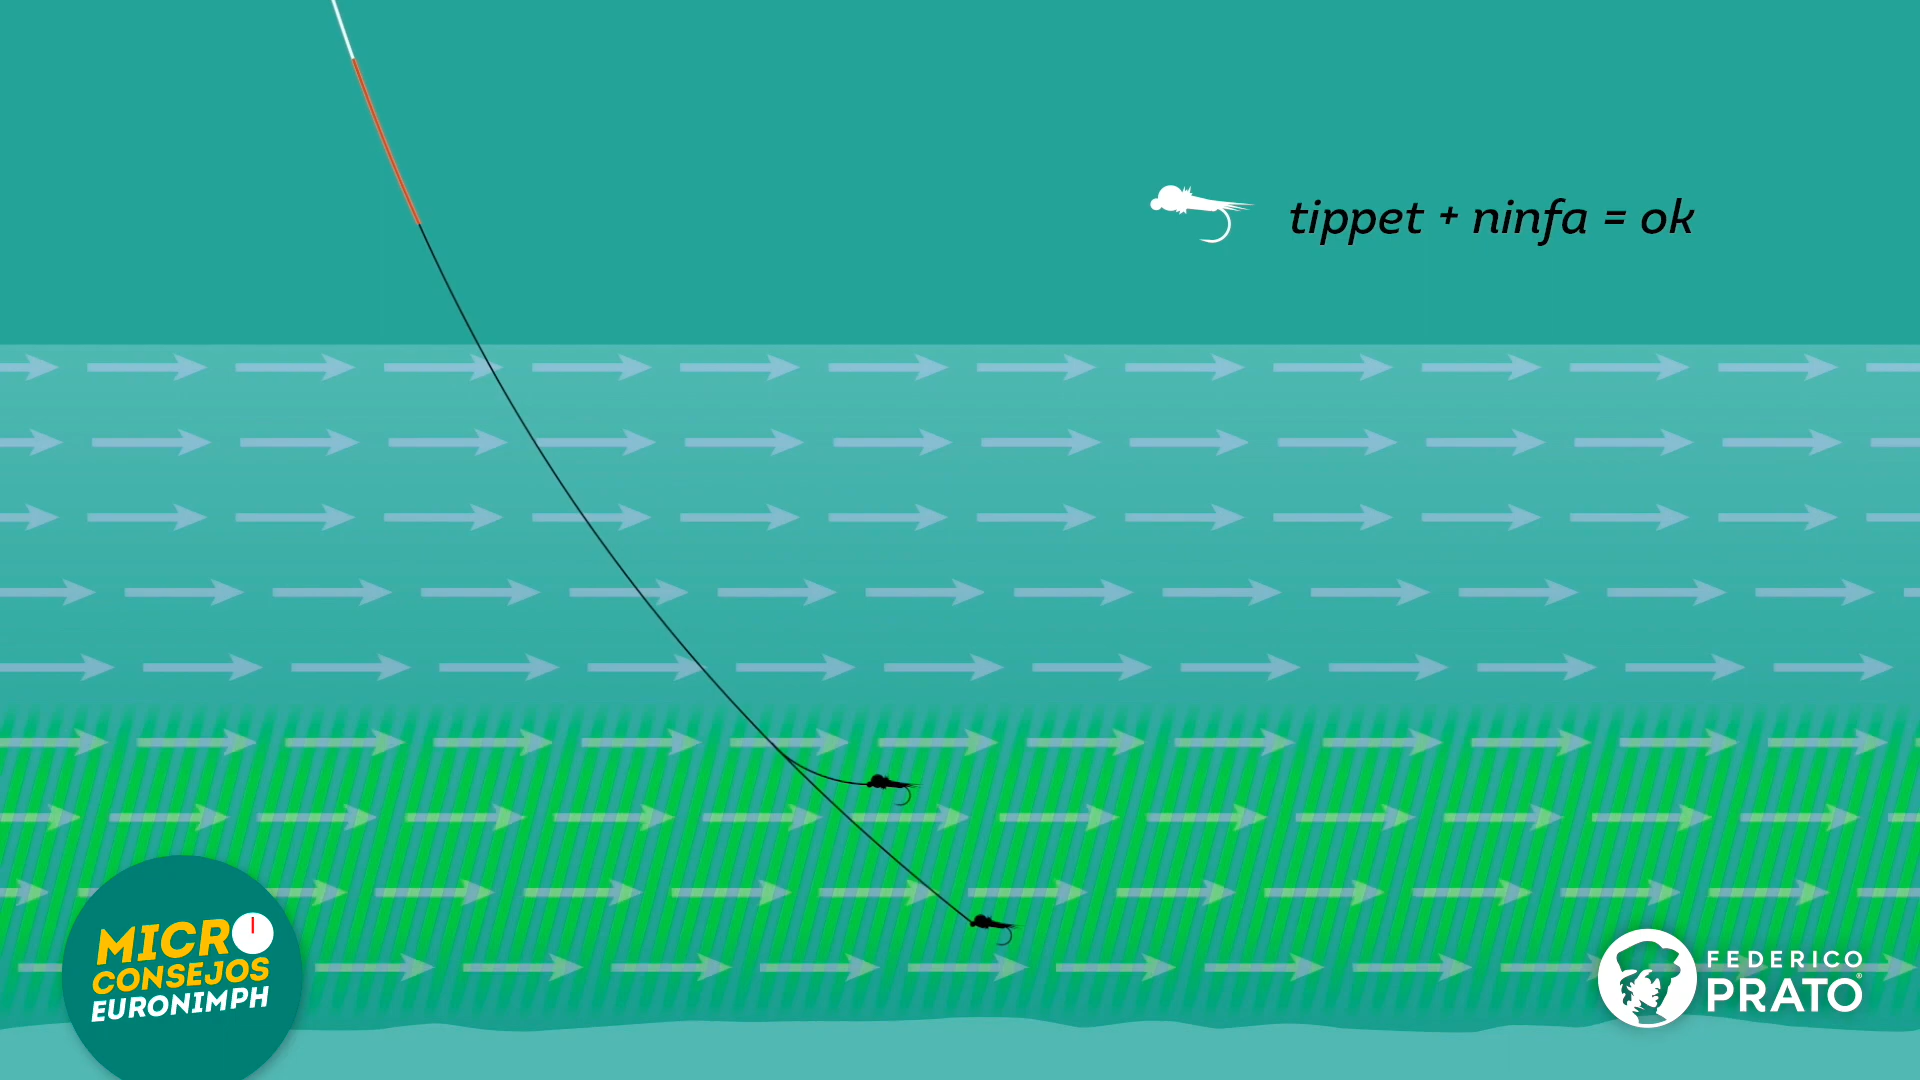 tippet + ninfa = ok
MICRO
CONSEJOS
EURONIMPH
FEDERICO
PRATO®